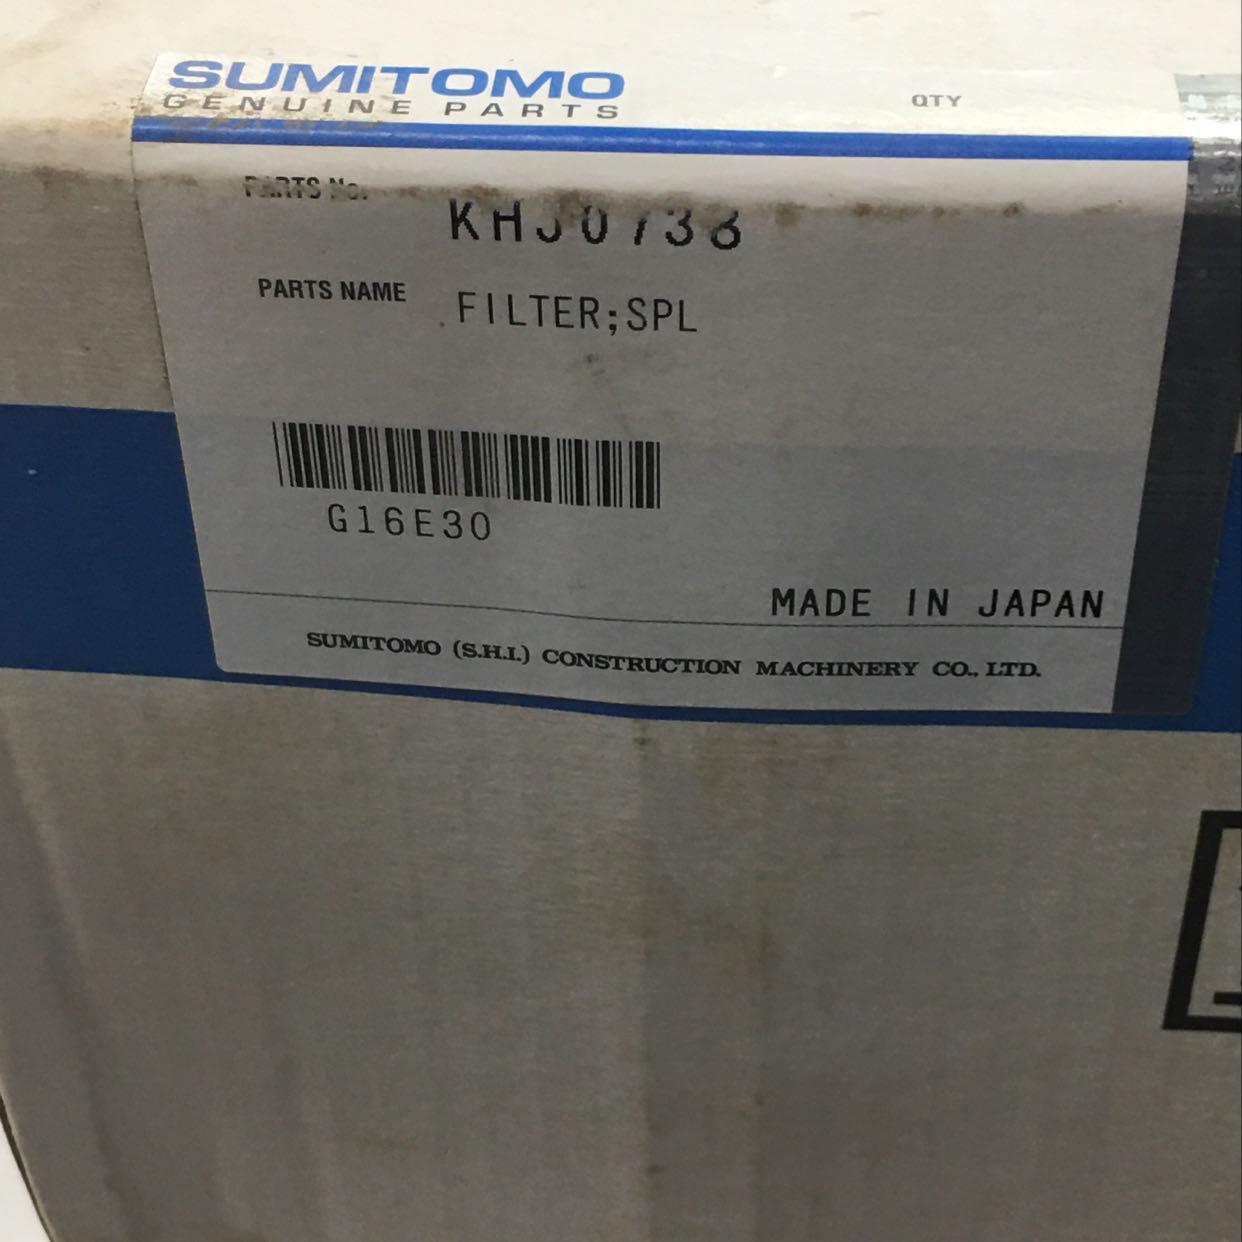 SUMITOMO
GENUINE PARTS
QTY
PARTS No.
PARTS NAME FILTER;SPL
G16E30
MADE IN JAPAN
SUMITOMO (S.H.I.) CONSTRUCTION MACHINERY CO., LTD.